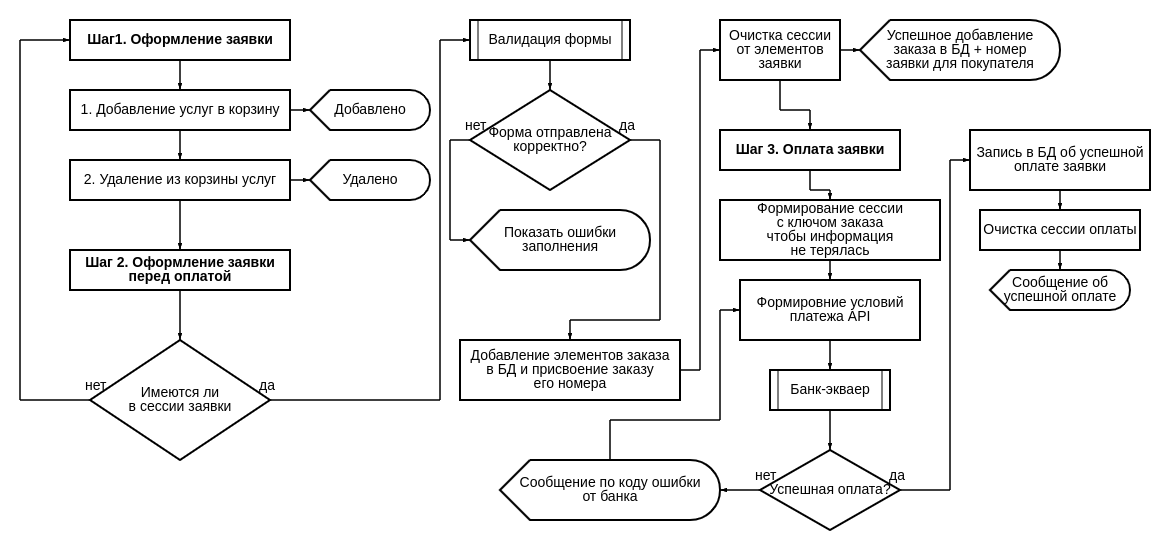 Шаг1. Оформление заявки
1. Добавление услуг в корзину
Добавлено
2. Удаление из корзины услуг
Удалено
Шаг 2. Оформление заявки
перед оплатой
нет
да
Имеются ли
в сессии заявки
Валидация формы
нет
да
Форма отправлена
корректно?
Показать ошибки
заполнения
Добавление элементов заказа
в БД и присвоение заказу
его номера
Очистка сессии
от элементов
заявки
Успешное добавление
заказа в БД + номер
заявки для покупателя
Шаг 3. Оплата заявки
Формирование сессии
с ключом заказа
чтобы информация
не терялась
Формировние условий
платежа API
Банк-экваер
нет
да
Успешная оплата?
Сообщение по коду ошибки
от банка
Запись в БД об успешной
оплате заявки
Очистка сессии оплаты
Сообщение об
успешной оплате